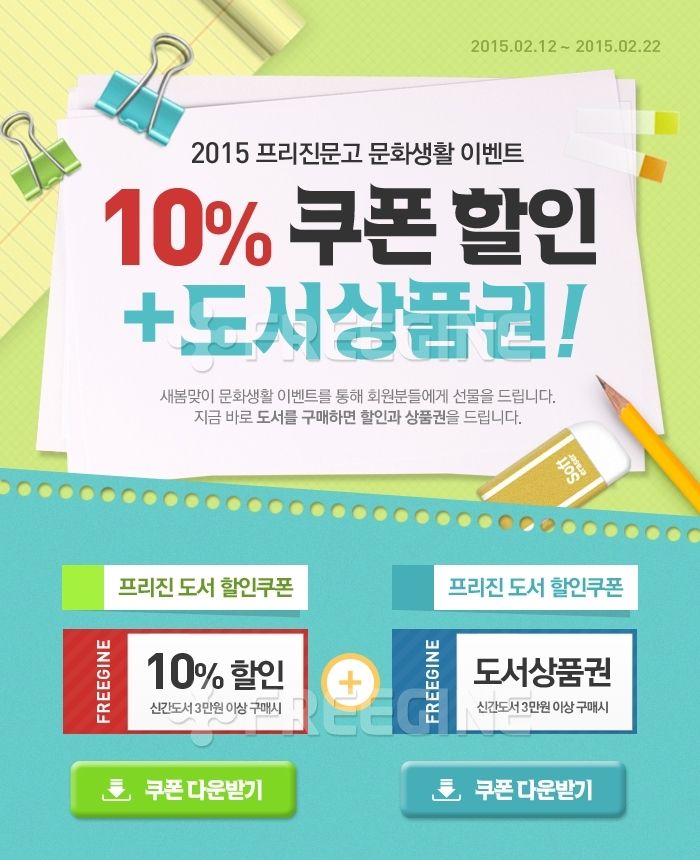 2015.02.12 ~ 2015.02.22
2015 프리진문고 문화생활 이벤트
10% 쿠폰 할인
+도서상품권!
FREEGINE
새봄맞이 문화생활 이벤트를 통해 회원분들에게 선물을 드립니다.
지금 바로 도서를 구매하면 할인과 상품권을 드립니다.
Soft
eraser
프리진 도서 할인쿠폰
프리진 도서 할인쿠폰
FREEGINE
10% 할인
신간도서 3만원 이상 구매시
+
FREEGINE
도서상품권
신간도서 3만원 이상 구매시
FREEGINE
쿠폰 다운받기
쿠폰 다운받기